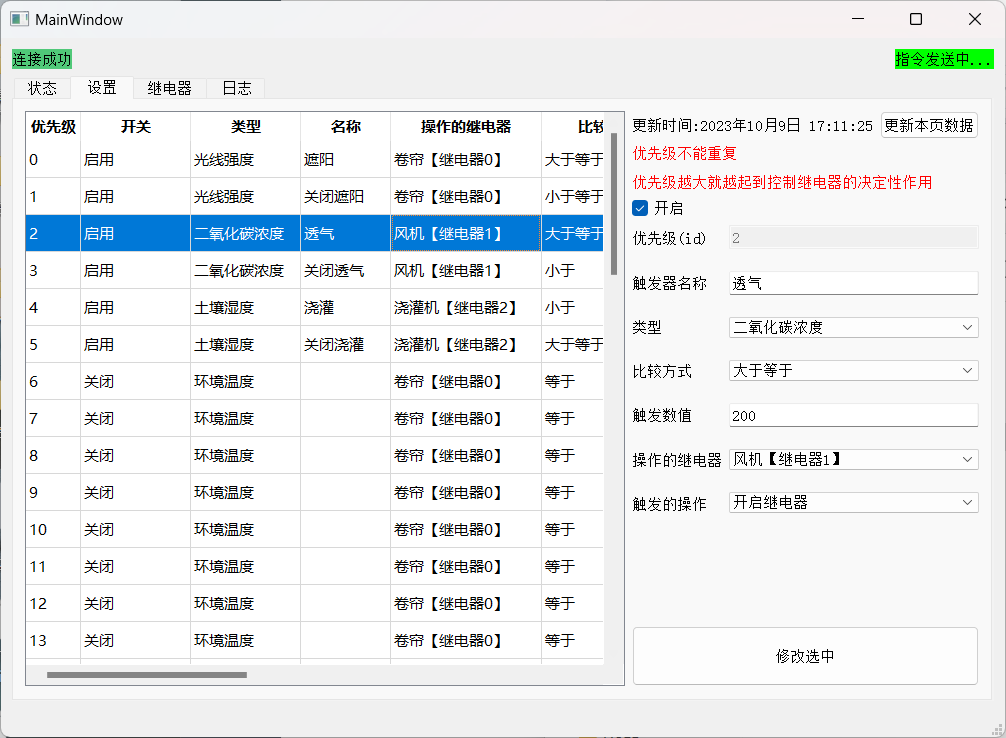 MainWindow
连接成功
指令发送中...
状态 设置 继电器 日志
优先级 开关 类型 名称 操作的继电器 比较
0 启用 光线强度 遮阳 卷帘【继电器0】 大于等于
1 启用 光线强度 关闭遮阳 卷帘【继电器0】 小于等于
2 启用 二氧化碳浓度 透气 风机【继电器1】 大于等于
3 启用 二氧化碳浓度 关闭透气 风机【继电器1】 小于
4 启用 土壤湿度 浇灌 浇灌机【继电器2】 小于
5 启用 土壤湿度 关闭浇灌 浇灌机【继电器2】 大于等于
6 关闭 环境温度 卷帘【继电器0】 等于
7 关闭 环境温度 卷帘【继电器0】 等于
8 关闭 环境温度 卷帘【继电器0】 等于
9 关闭 环境温度 卷帘【继电器0】 等于
10 关闭 环境温度 卷帘【继电器0】 等于
11 关闭 环境温度 卷帘【继电器0】 等于
12 关闭 环境温度 卷帘【继电器0】 等于
13 关闭 环境温度 卷帘【继电器0】 等于
更新时间:2023年10月9日 17:11:25 更新本页数据
优先级不能重复
优先级越大就越起到控制继电器的决定性作用
开启
优先级(id) 2
触发器名称 透气
类型 二氧化碳浓度
比较方式 大于等于
触发数值 200
操作的继电器 风机【继电器1】
触发的操作 开启继电器
修改选中